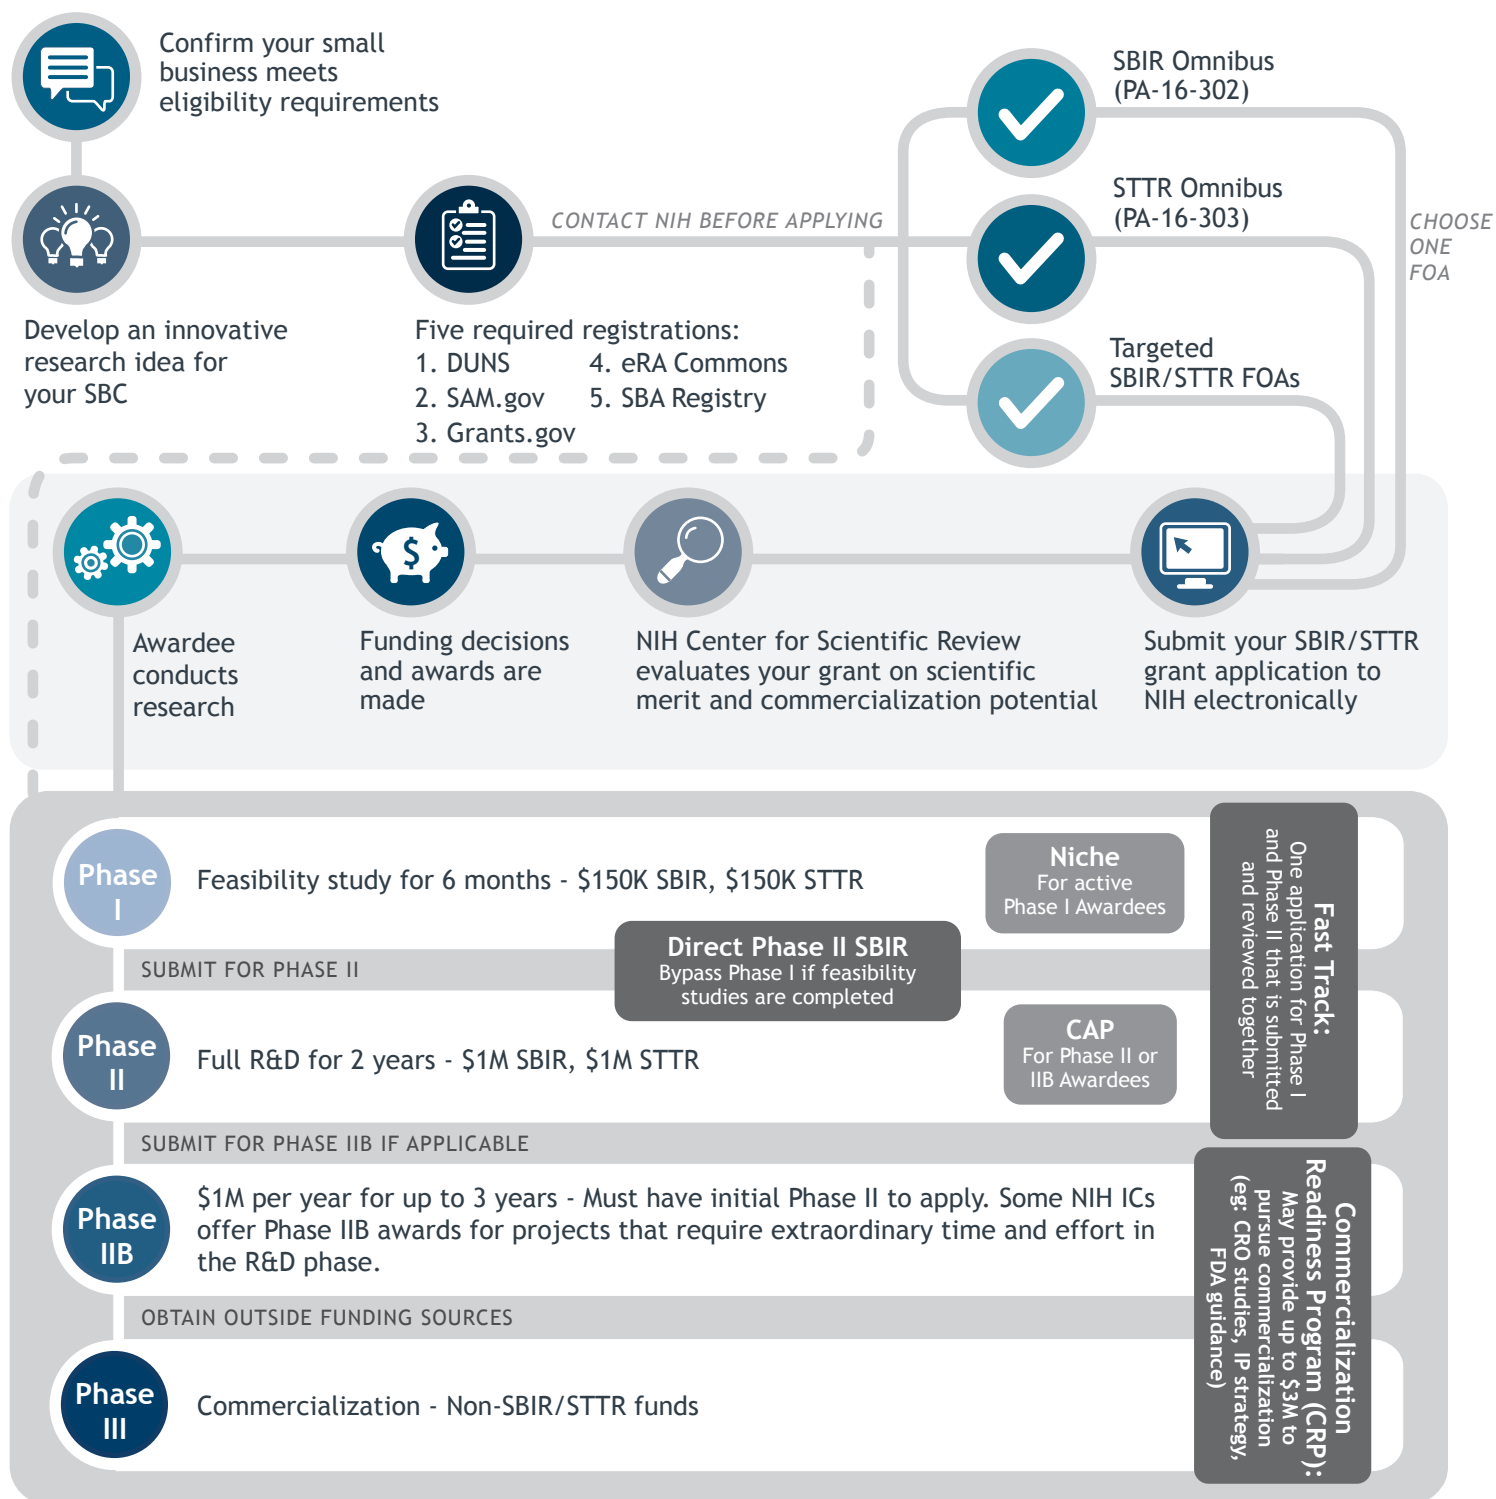 Confirm your small
business meets
eligibility requirements
Develop an innovative
research idea for
your SBC
Five required registrations:
1. DUNS
2. SAM.gov
3. Grants.gov
4. eRA Commons
5. SBA Registry
CONTACT NIH BEFORE APPLYING
SBIR Omnibus
(PA-16-302)
STTR Omnibus
(PA-16-303)
Targeted
SBIR/STTR FOAs
CHOOSE
ONE
FOA
Submit your SBIR/STTR
grant application to
NIH electronically
NIH Center for Scientific Review
evaluates your grant on scientific
merit and commercialization potential
$
Funding decisions
and awards are
made
Awardee
conducts
research
Phase
I
Feasibility study for 6 months - $150K SBIR, $150K STTR
Niche
For active
Phase I Awardees
Fast Track:
One application for Phase I
and Phase II that is submitted
and reviewed together
SUBMIT FOR PHASE II
Direct Phase II SBIR
Bypass Phase I if feasibility
studies are completed
Phase
II
Full R&D for 2 years - $1M SBIR, $1M STTR
CAP
For Phase II or
IIB Awardees
SUBMIT FOR PHASE IIB IF APPLICABLE
Phase
IIB
$1M per year for up to 3 years - Must have initial Phase II to apply. Some NIH ICs
offer Phase IIB awards for projects that require extraordinary time and effort in
the R&D phase.
Commercialization
Readiness Program (CRP):
May provide up to $3M to
pursue commercialization
(eg: CRO studies, IP strategy,
FDA guidance)
OBTAIN OUTSIDE FUNDING SOURCES
Phase
III
Commercialization - Non-SBIR/STTR funds